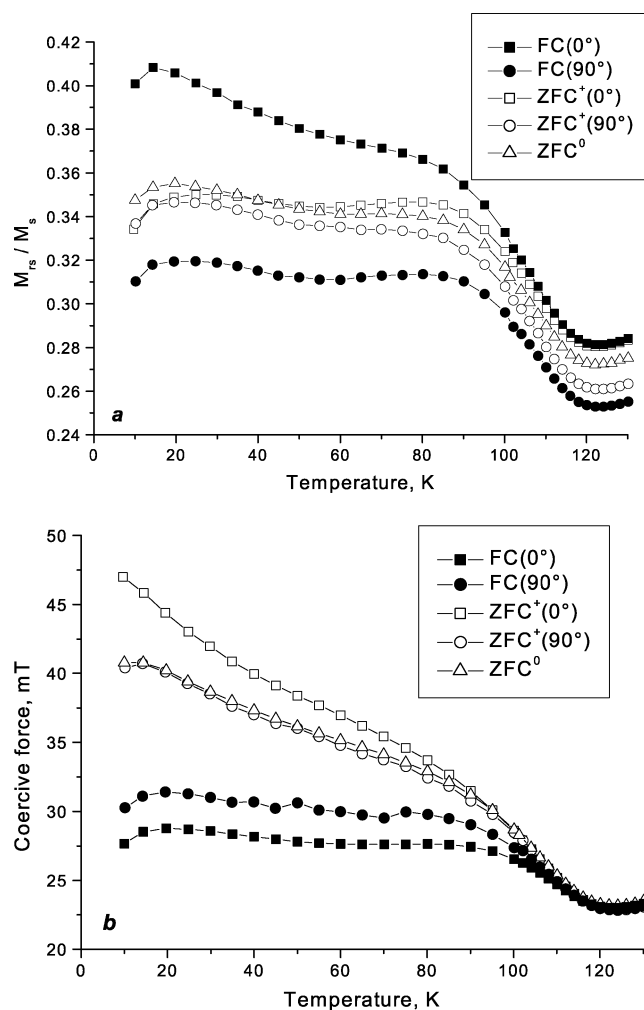 FC(0°)
FC(90°)
ZFC⁺(0°)
ZFC⁺(90°)
ZFC⁰
0.42
0.40
0.38
0.36
0.34
0.32
0.30
0.28
0.26
0.24
Mrs / Ms
a
0 20 40 60 80 100 120
Temperature, K
FC(0°)
FC(90°)
ZFC⁺(0°)
ZFC⁺(90°)
ZFC⁰
50
45
40
35
30
25
20
Coercive force, mT
b
0 20 40 60 80 100 120
Temperature, K